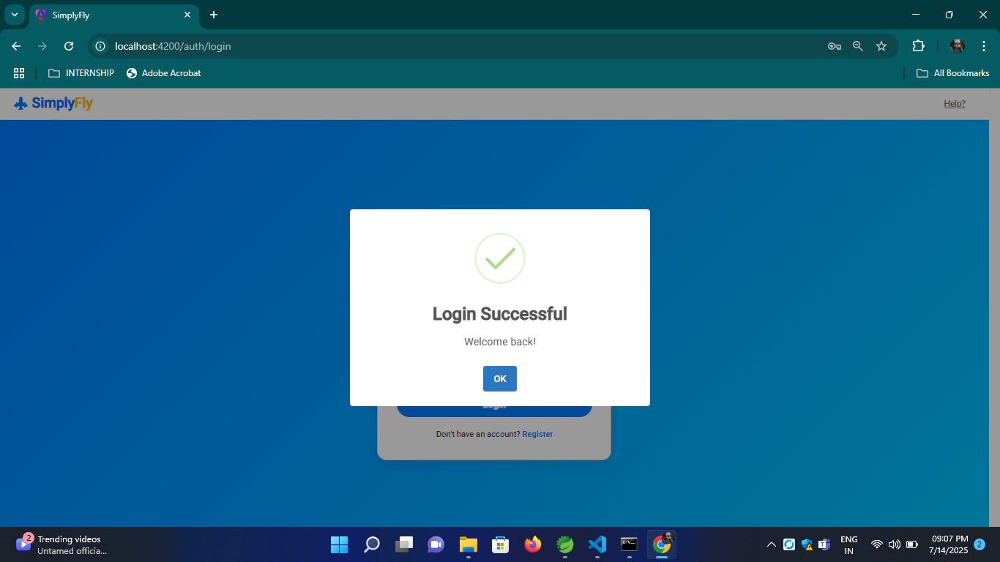 SimplyFly
localhost:4200/auth/login
INTERNSHIP
Adobe Acrobat
All Bookmarks
SimplyFly
Help?
Login Successful
Welcome back!
OK
Login
Don't have an account? Register
2
Trending videos
Untamed officia...
ENG
IN
09:07 PM
7/14/2025
2